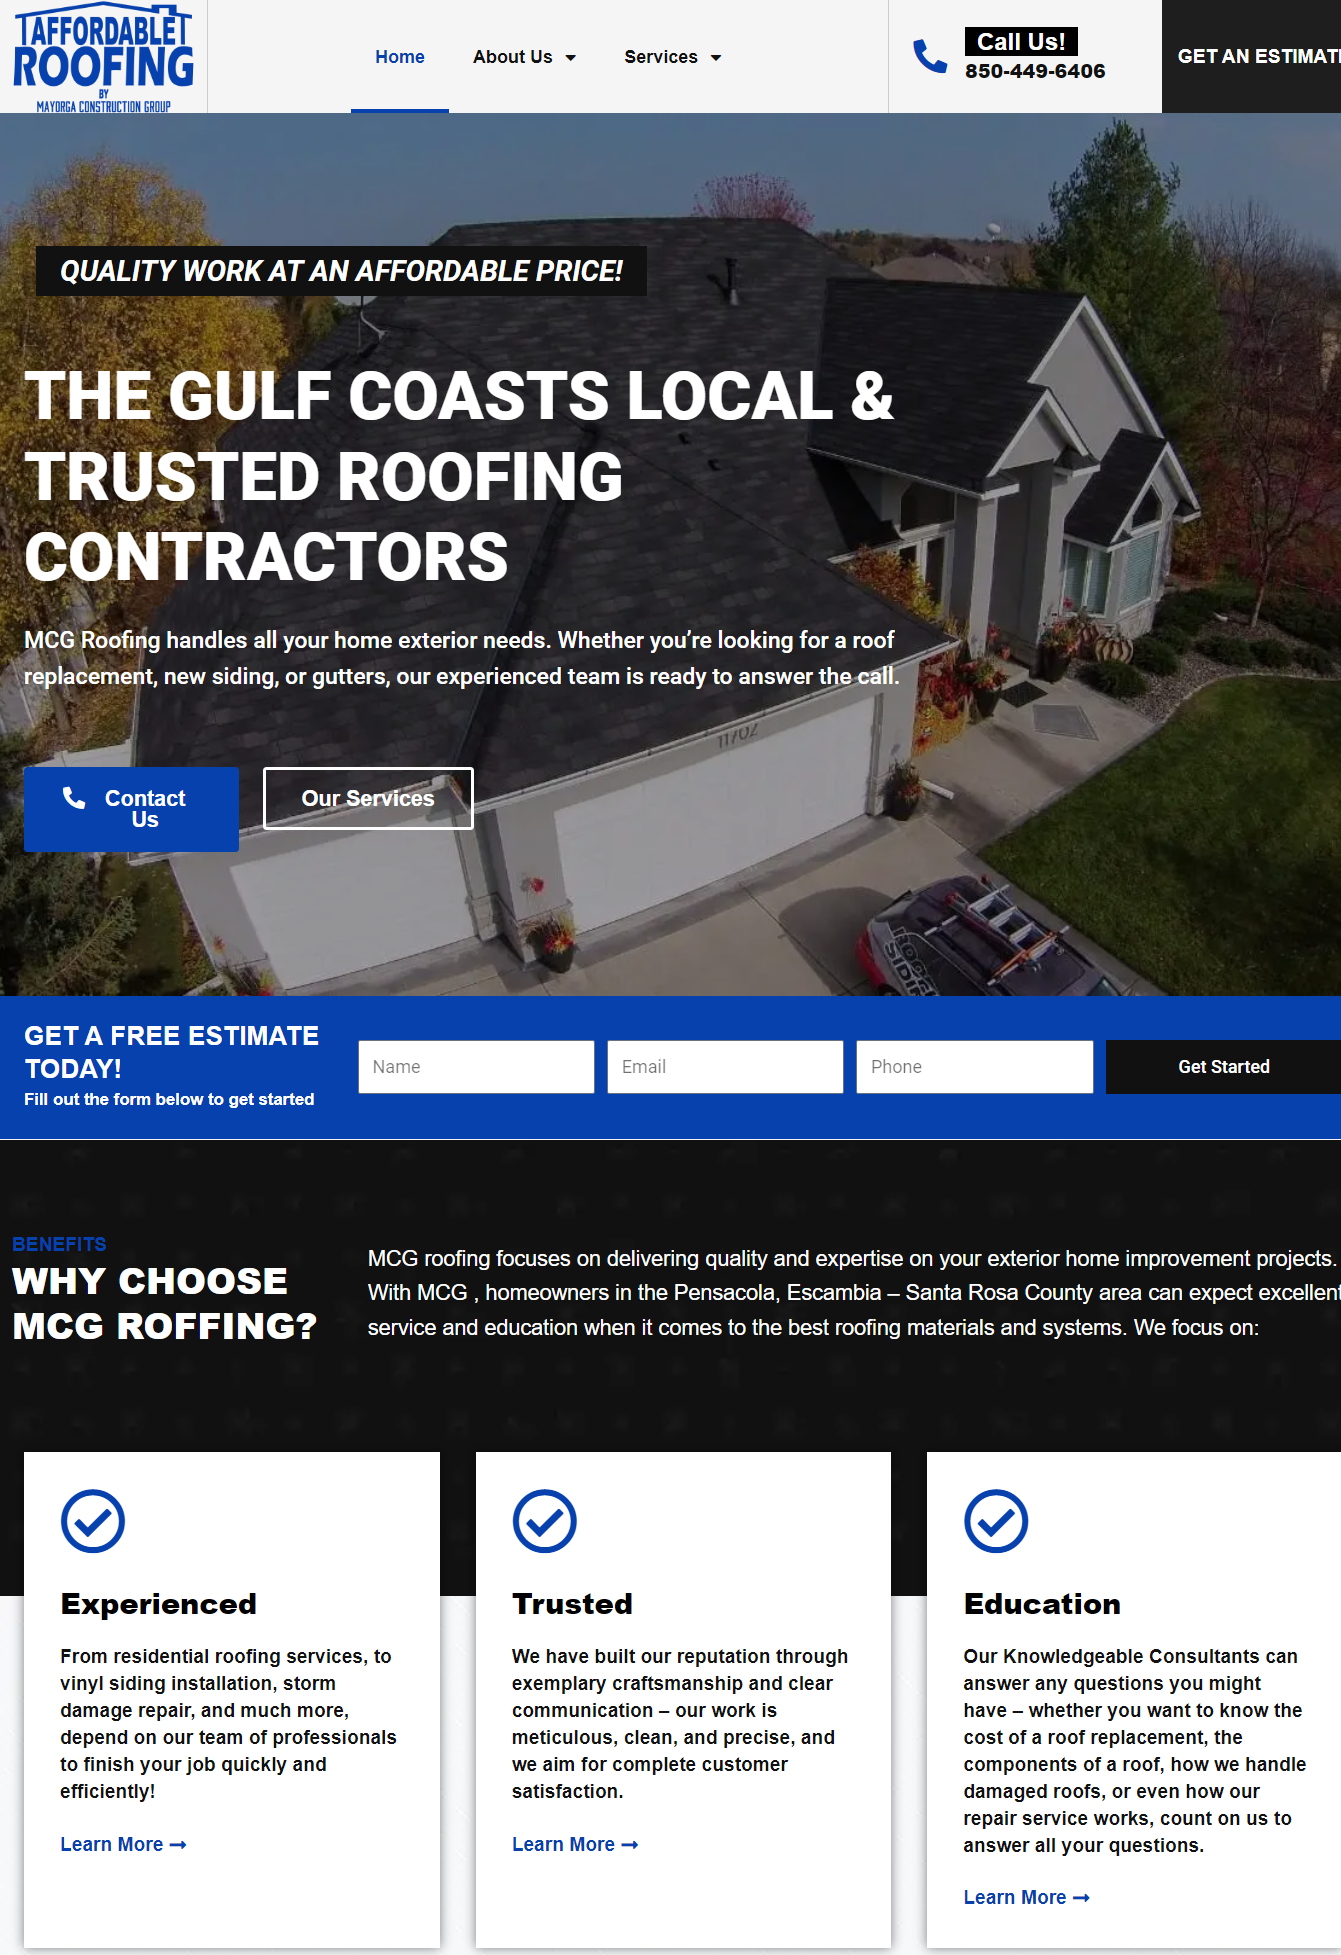 AFFORDABLE
ROOFING
BY
MAYORGA CONSTRUCTION GROUP
Home
About Us
Services
Call Us!
850-449-6406
GET AN ESTIMAT
QUALITY WORK AT AN AFFORDABLE PRICE!
THE GULF COASTS LOCAL &
TRUSTED ROOFING
CONTRACTORS
MCG Roofing handles all your home exterior needs. Whether you’re looking for a roof
replacement, new siding, or gutters, our experienced team is ready to answer the call.
11702
Contact
Us
Our Services
GET A FREE ESTIMATE
TODAY!
Fill out the form below to get started
Name
Email
Phone
Get Started
BENEFITS
WHY CHOOSE
MCG ROFFING?
MCG roofing focuses on delivering quality and expertise on your exterior home improvement projects.
With MCG , homeowners in the Pensacola, Escambia – Santa Rosa County area can expect excellent
service and education when it comes to the best roofing materials and systems. We focus on:
Experienced
From residential roofing services, to
vinyl siding installation, storm
damage repair, and much more,
depend on our team of professionals
to finish your job quickly and
efficiently!
Learn More
Trusted
We have built our reputation through
exemplary craftsmanship and clear
communication – our work is
meticulous, clean, and precise, and
we aim for complete customer
satisfaction.
Learn More
Education
Our Knowledgeable Consultants can
answer any questions you might
have – whether you want to know the
cost of a roof replacement, the
components of a roof, how we handle
damaged roofs, or even how our
repair service works, count on us to
answer all your questions.
Learn More